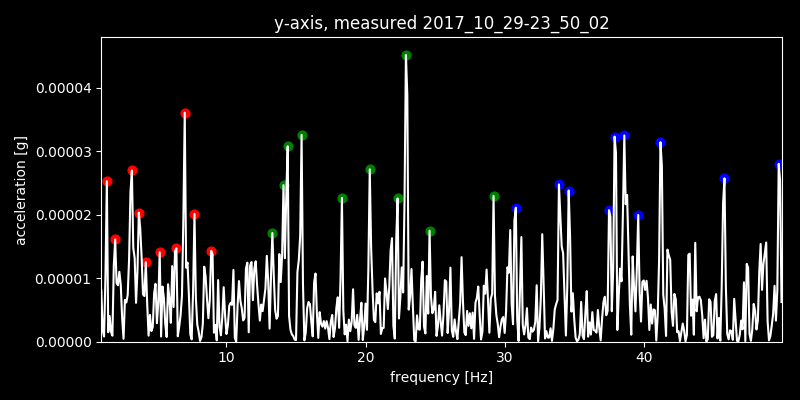 y-axis, measured 2017_10_29-23_50_02
acceleration [g]
0.00004
0.00003
0.00002
0.00001
0.00000
10 20 30 40
frequency [Hz]